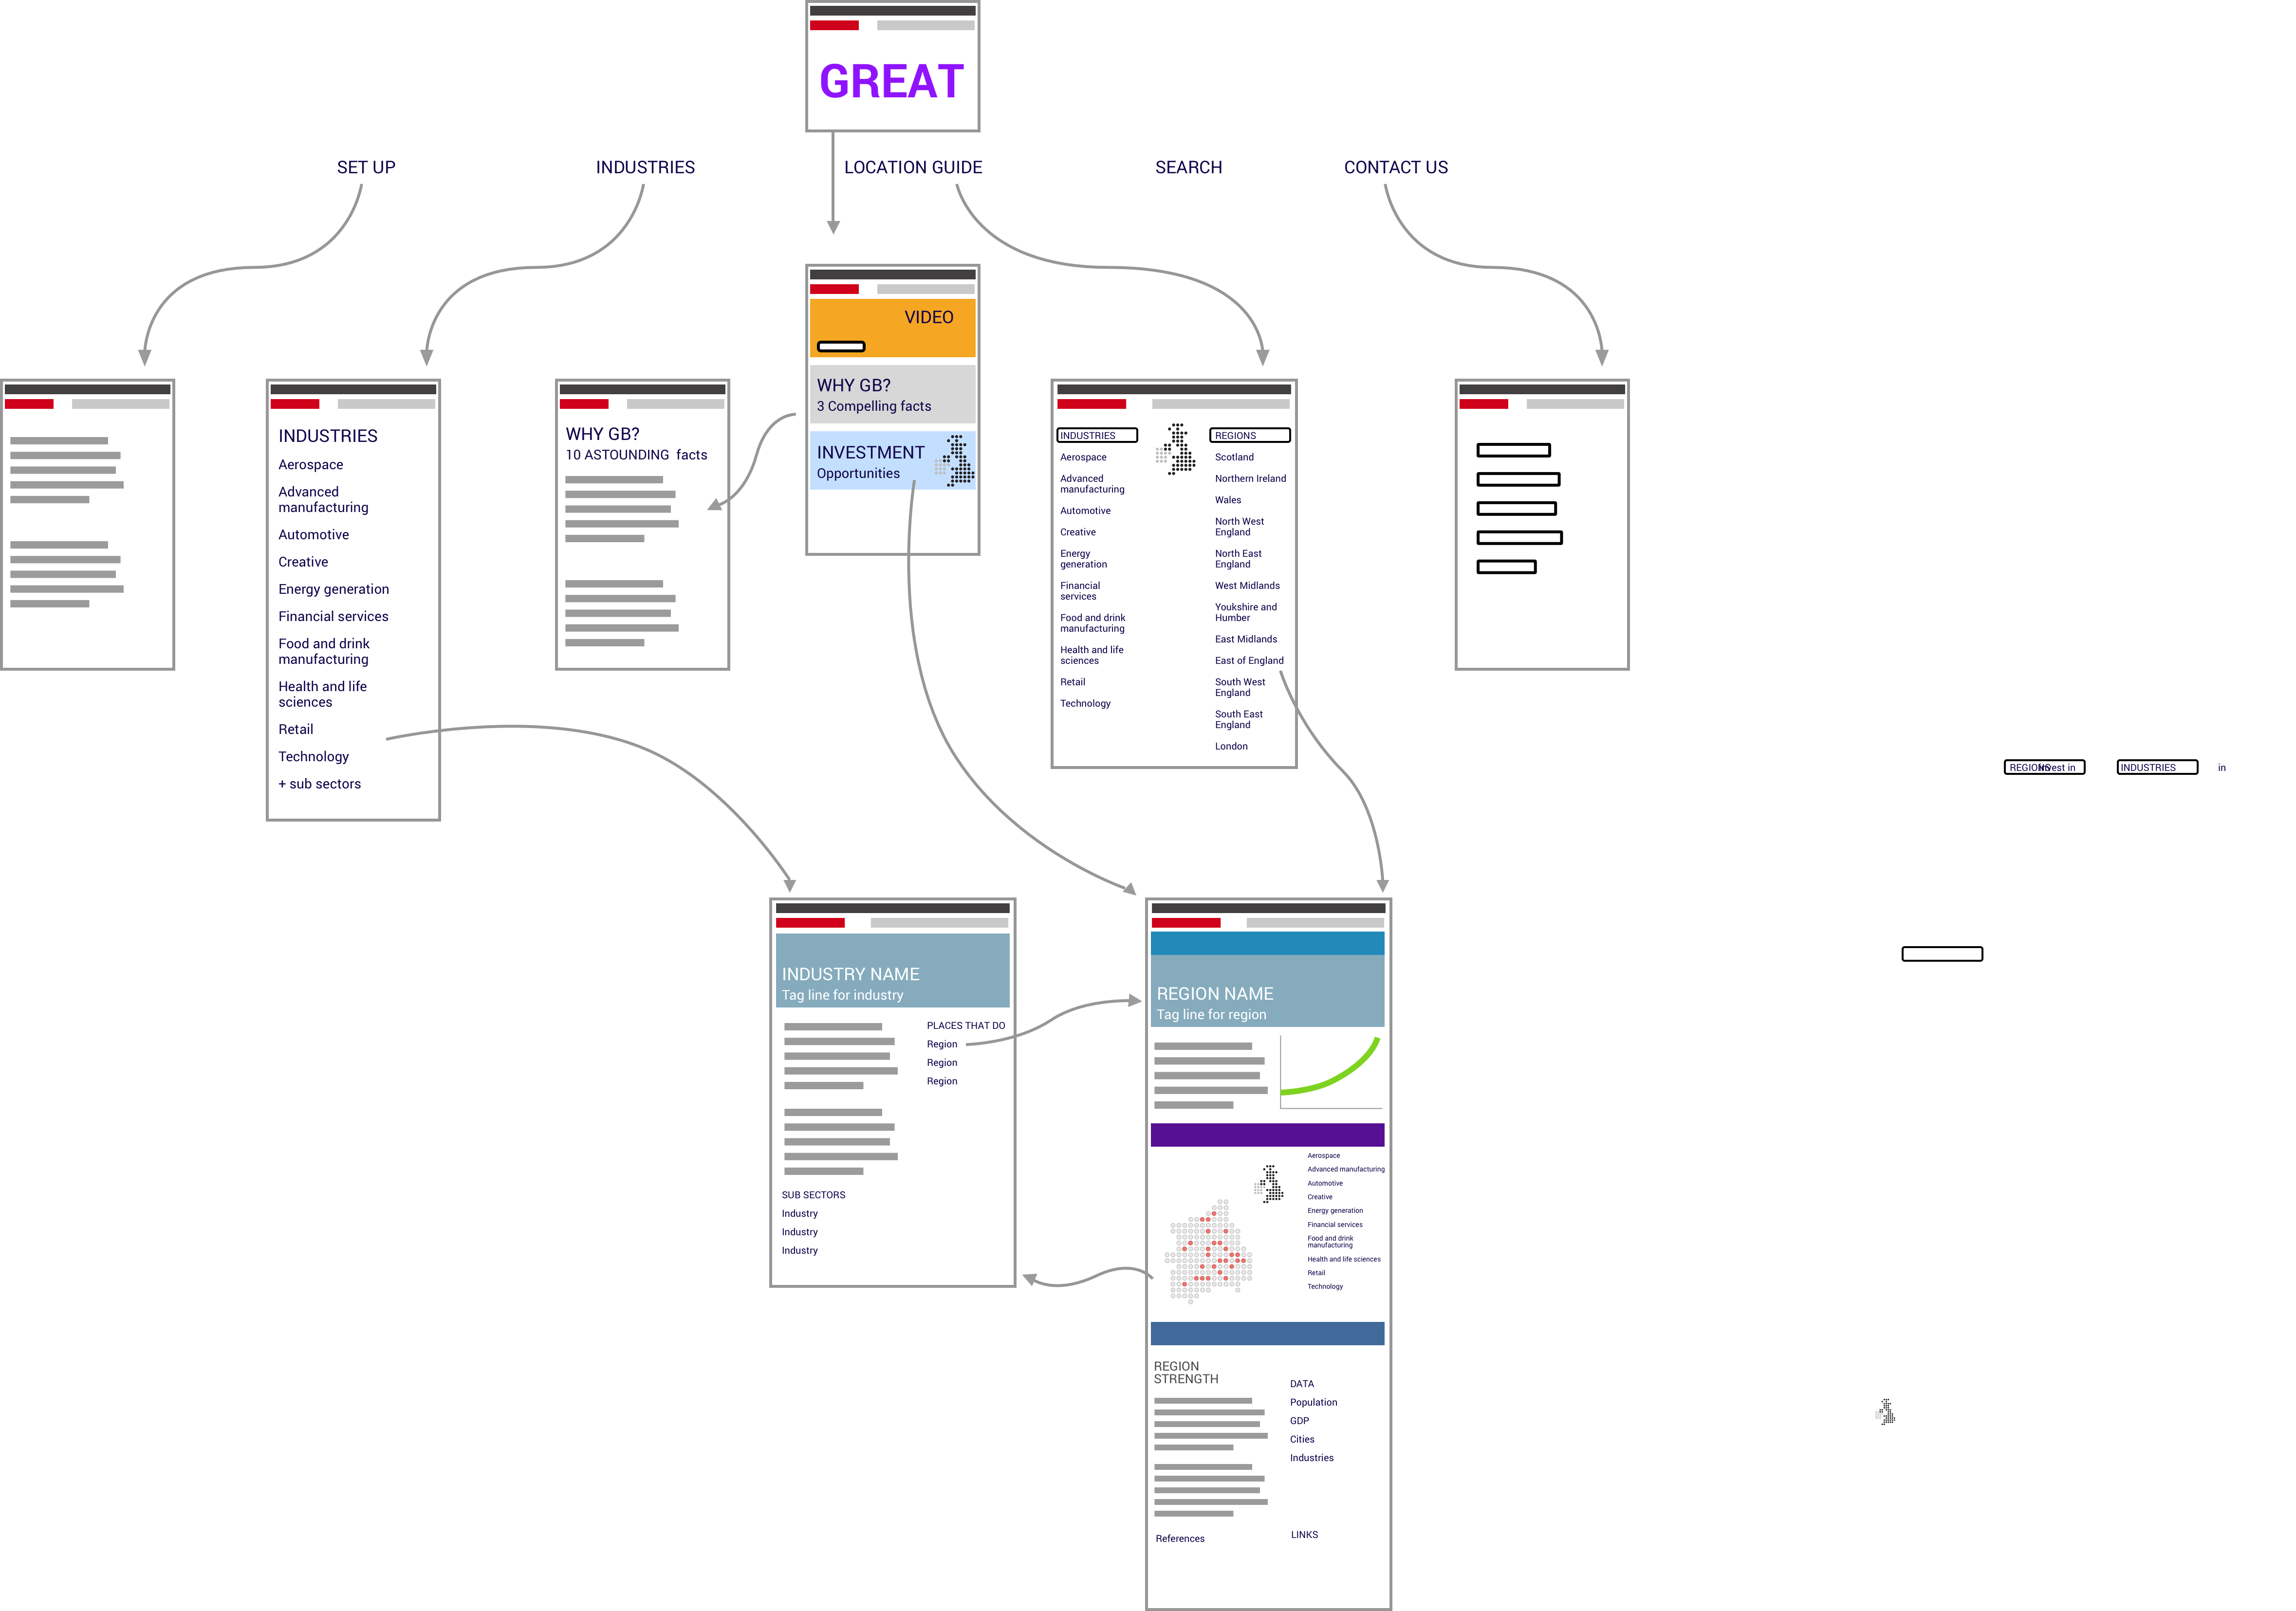 GREAT
SET UP
INDUSTRIES
LOCATION GUIDE
SEARCH
CONTACT US
VIDEO
WHY GB?
3 Compelling facts
INVESTMENT
Opportunities
INDUSTRIES
Aerospace
Advanced
manufacturing
Automotive
Creative
Energy generation
Financial services
Food and drink
manufacturing
Health and life
sciences
Retail
Technology
+ sub sectors
WHY GB?
10 ASTOUNDING facts
INDUSTRIES
Aerospace
Advanced
manufacturing
Automotive
Creative
Energy
generation
Financial
services
Food and drink
manufacturing
Health and life
sciences
Retail
Technology
REGIONS
Scotland
Northern Ireland
Wales
North West
England
North East
England
West Midlands
Youkshire and
Humber
East Midlands
East of England
South West
England
South East
England
London
REGIONS
Invest in
INDUSTRIES
in
INDUSTRY NAME
Tag line for industry
PLACES THAT DO
Region
Region
Region
SUB SECTORS
Industry
Industry
Industry
REGION NAME
Tag line for region
Aerospace
Advanced manufacturing
Automotive
Creative
Energy generation
Financial services
Food and drink
manufacturing
Health and life sciences
Retail
Technology
REGION
STRENGTH
DATA
Population
GDP
Cities
Industries
References
LINKS